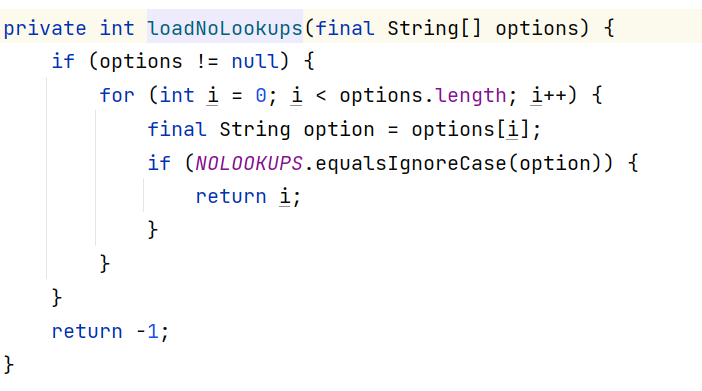 private int loadNoLookups(final String[] options) {
    if (options != null) {
        for (int i = 0; i < options.length; i++) {
            final String option = options[i];
            if (NOLOOKUPS.equalsIgnoreCase(option)) {
                return i;
            }
        }
    }
    return -1;
}